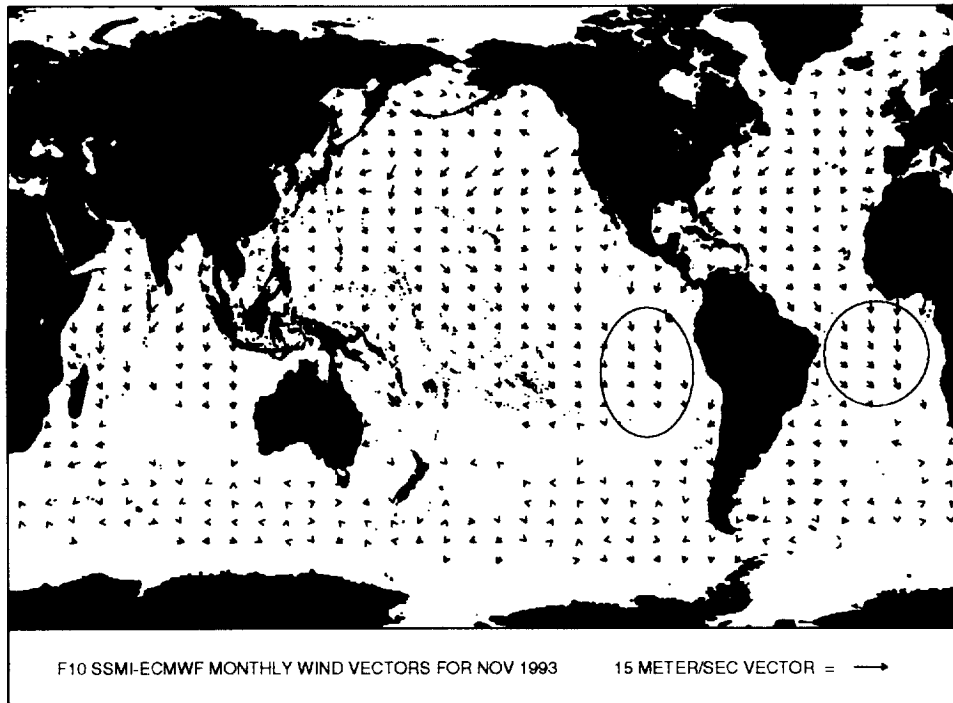 F10 SSMI-ECMWF MONTHLY WIND VECTORS FOR NOV 1993 15 METER/SEC VECTOR =